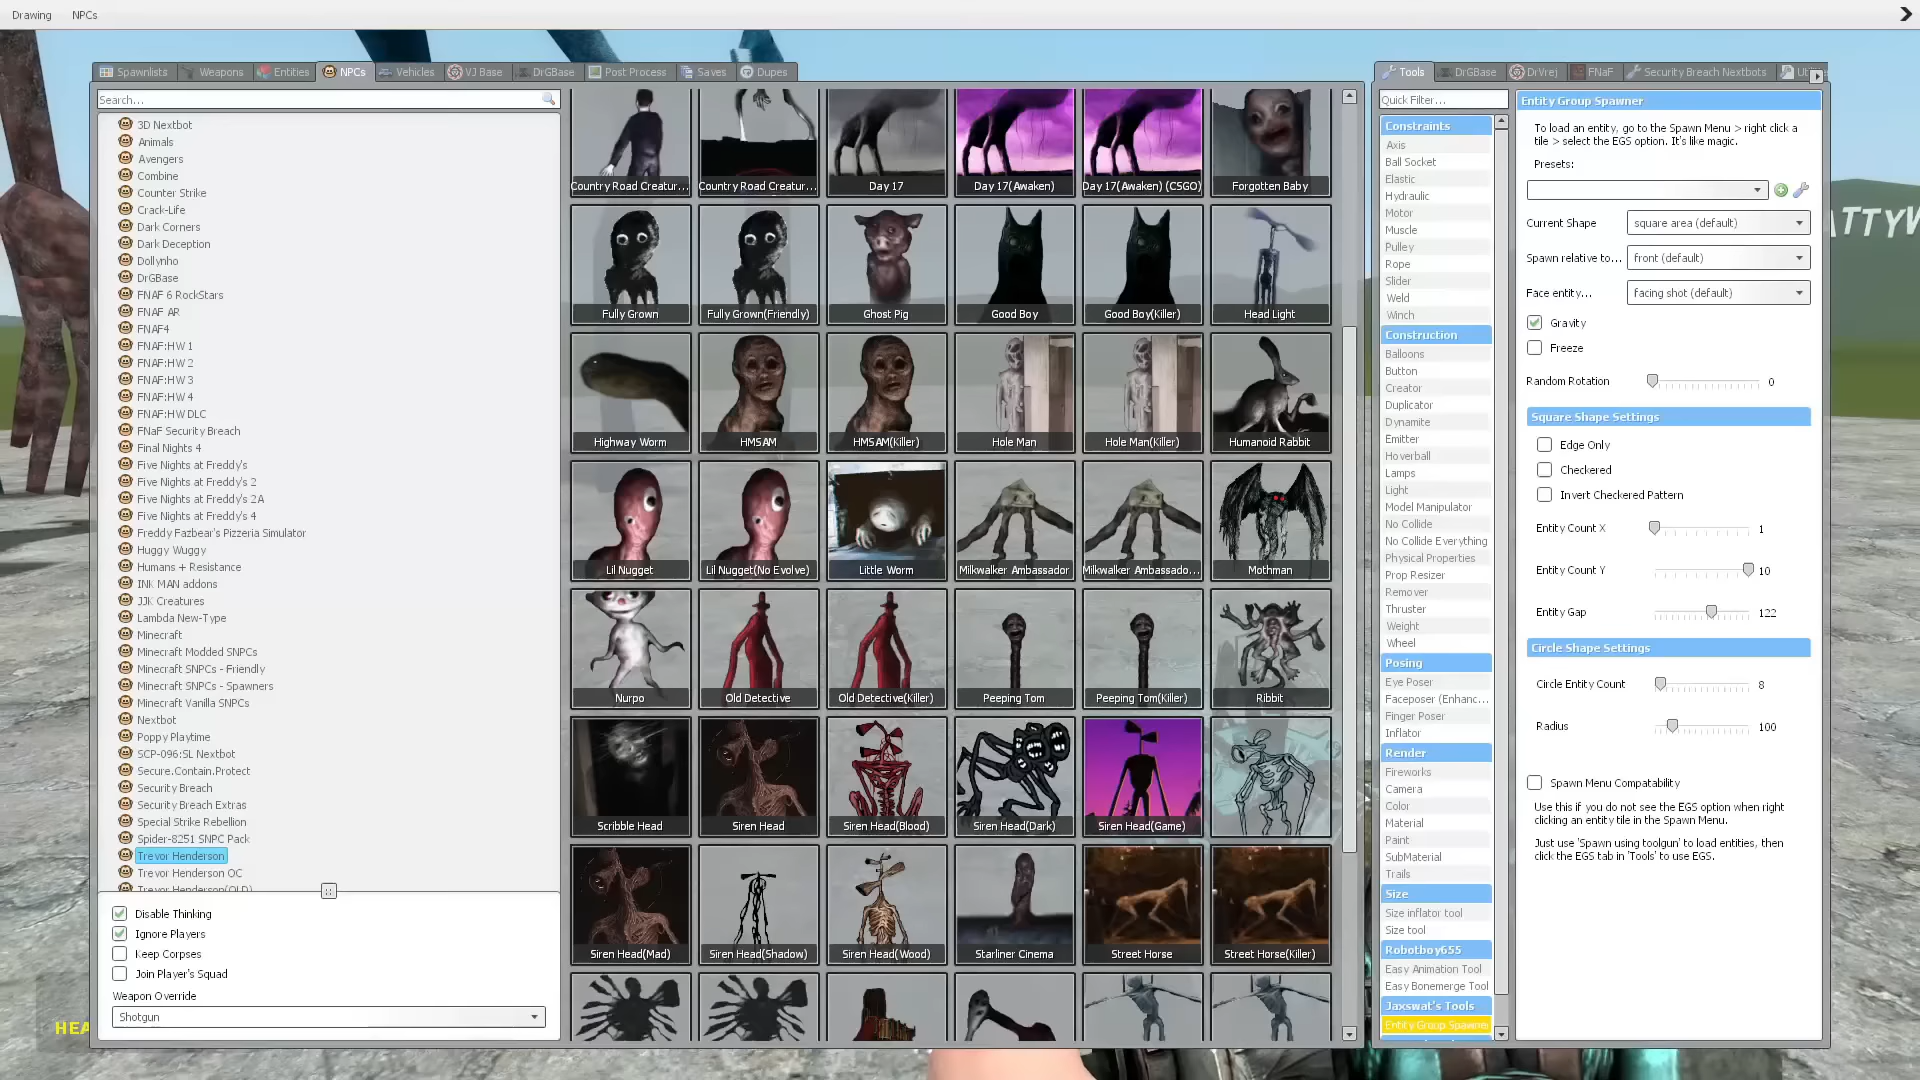 Drawing NPCs
Spawnlists Weapons Entities NPCs Vehicles VJ Base DrGBase Post Process Saves Dupes
Search...
3D Nextbot
Animals
Avengers
Combine
Counter Strike
Crack-Life
Dark Corners
Dark Deception
Dollynho
DrGBase
FNAF 6 RockStars
FNAF AR
FNAF4
FNAF:HW 1
FNAF:HW 2
FNAF:HW 3
FNAF:HW 4
FNAF:HW DLC
FNaF Security Breach
Final Nights 4
Five Nights at Freddy's
Five Nights at Freddy's 2
Five Nights at Freddy's 2A
Five Nights at Freddy's 4
Freddy Fazbear's Pizzeria Simulator
Huggy Wuggy
Humans + Resistance
INK MAN addons
JJK Creatures
Lambda New-Type
Minecraft
Minecraft Modded SNPCs
Minecraft SNPCs - Friendly
Minecraft SNPCs - Spawners
Minecraft Vanilla SNPCs
Nextbot
Poppy Playtime
SCP-096:SL Nextbot
Secure.Contain.Protect
Security Breach
Security Breach Extras
Special Strike Rebellion
Spider-8251 SNPC Pack
Trevor Henderson
Trevor Henderson OC
Trevor Henderson(OLD)
Disable Thinking
Ignore Players
Keep Corpses
Join Player's Squad
Weapon Override
Shotgun
HEA
Country Road Creatur... Country Road Creatur... Day 17 Day 17(Awaken) Day 17(Awaken) (CSGO) Forgotten Baby
Fully Grown Fully Grown(Friendly) Ghost Pig Good Boy Good Boy(Killer) Head Light
Highway Worm HMSAM HMSAM(Killer) Hole Man Hole Man(Killer) Humanoid Rabbit
Lil Nugget Lil Nugget(No Evolve) Little Worm Milkwalker Ambassador Milkwalker Ambassado... Mothman
Nurpo Old Detective Old Detective(Killer) Peeping Tom Peeping Tom(Killer) Ribbit
Scribble Head Siren Head Siren Head(Blood) Siren Head(Dark) Siren Head(Game)
Siren Head(Mad) Siren Head(Shadow) Siren Head(Wood) Starliner Cinema Street Horse Street Horse(Killer)
Tools DrGBase DrVrej FNaF Security Breach Nextbots
Quick Filter...
Constraints
Axis
Ball Socket
Elastic
Hydraulic
Motor
Muscle
Pulley
Rope
Slider
Weld
Winch
Construction
Balloons
Button
Creator
Duplicator
Dynamite
Emitter
Hoverball
Lamps
Light
Model Manipulator
No Collide
No Collide Everything
Physical Properties
Prop Resizer
Remover
Thruster
Weight
Wheel
Posing
Eye Poser
Faceposer (Enhanc...
Finger Poser
Inflator
Render
Fireworks
Camera
Color
Material
Paint
SubMaterial
Trails
Size
Size inflator tool
Size tool
Robotboy655
Easy Animation Tool
Easy Bonemerge Tool
Jaxswat's Tools
Entity Group Spawner
Entity Group Spawner
To load an entity, go to the Spawn Menu > right click a
tile > select the EGS option. It's like magic.
Presets:
Current Shape square area (default)
Spawn relative to... front (default)
Face entity... facing shot (default)
Gravity
Freeze
Random Rotation 0
Square Shape Settings
Edge Only
Checkered
Invert Checkered Pattern
Entity Count X 1
Entity Count Y 10
Entity Gap 122
Circle Shape Settings
Circle Entity Count 8
Radius 100
Spawn Menu Compatability
Use this if you do not see the EGS option when right
clicking an entity tile in the Spawn Menu.
Just use 'Spawn using toolgun' to load entities, then
click the EGS tab in 'Tools' to use EGS.
ATTYW